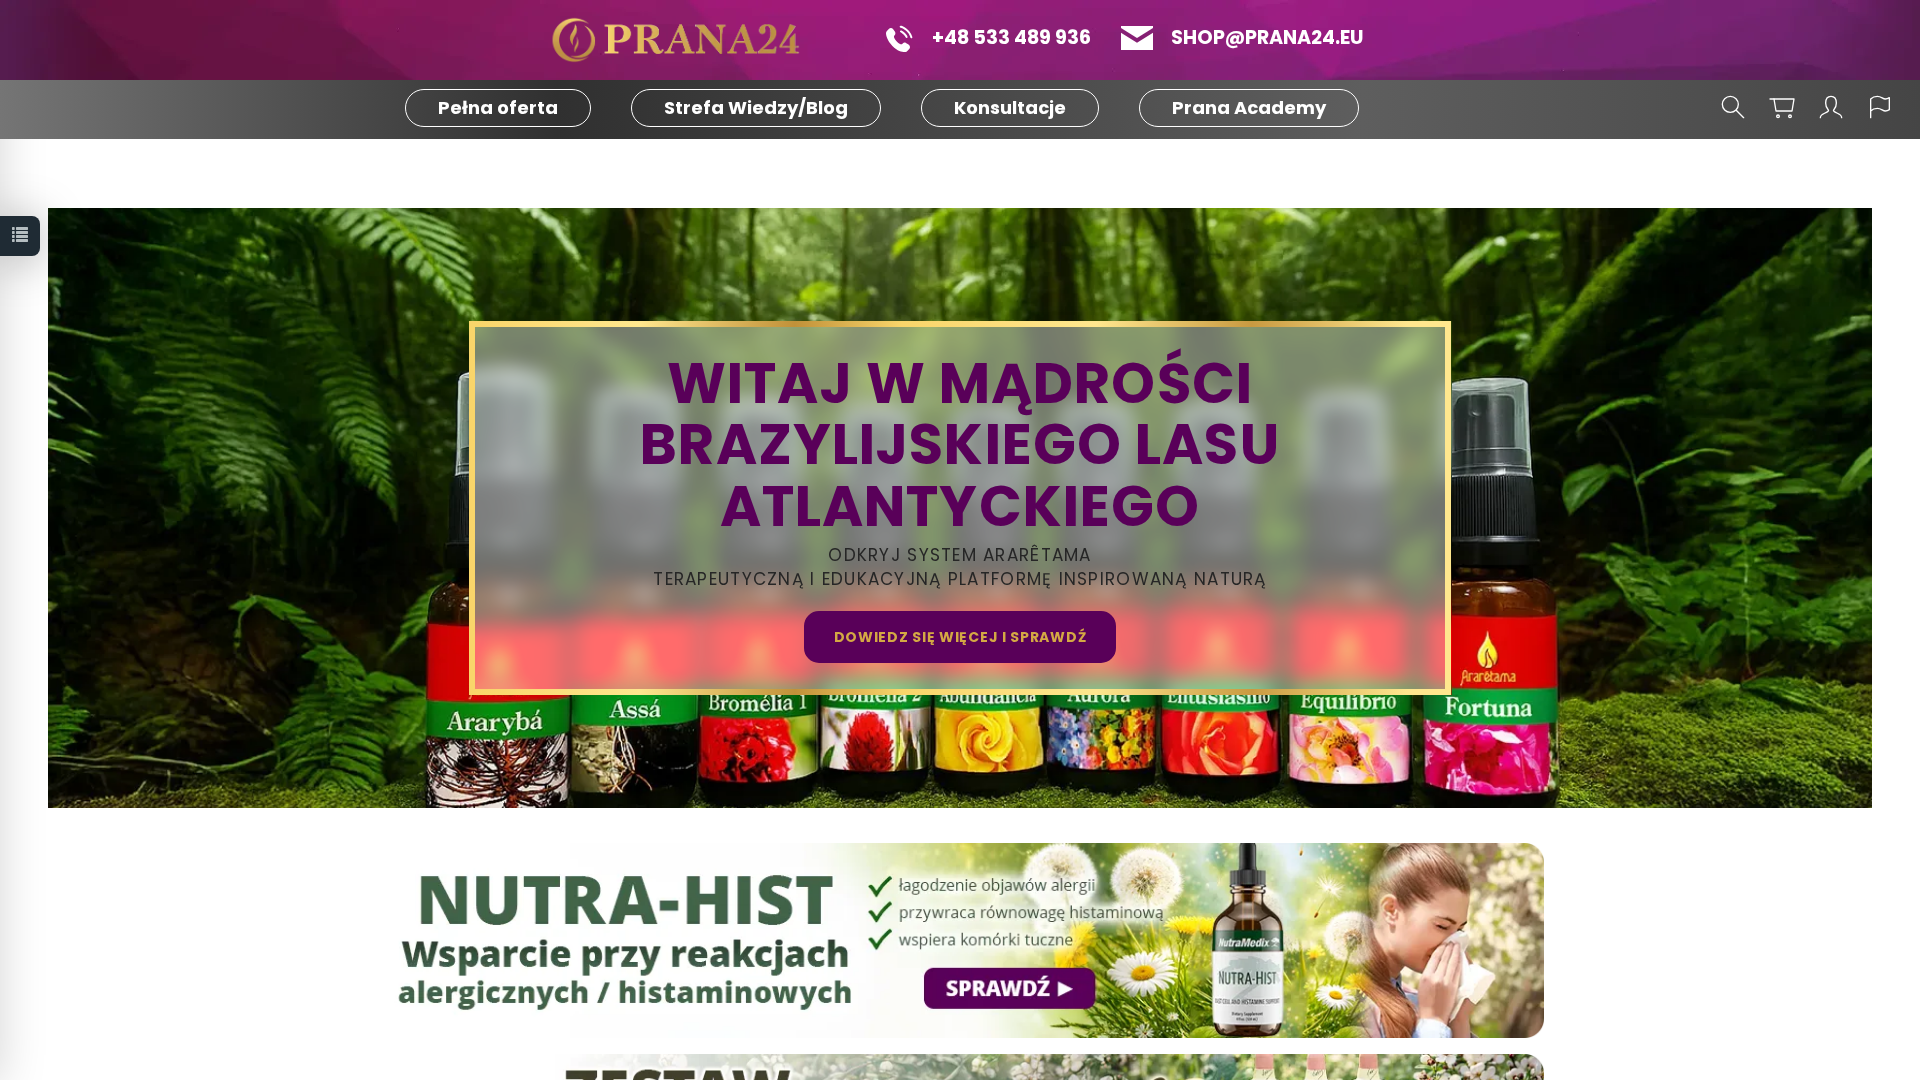 PRANA24
+48 533 489 936
SHOP@PRANA24.EU
Pełna oferta
Strefa Wiedzy/Blog
Konsultacje
Prana Academy
WITAJ W MĄDROŚCI
BRAZYLIJSKIEGO LASU
ATLANTYCKIEGO
ODKRYJ SYSTEM ARARÊTAMA
TERAPEUTYCZNĄ I EDUKACYJNĄ PLATFORMĘ INSPIROWANĄ NATURĄ
DOWIEDZ SIĘ WIĘCEJ I SPRAWDŹ
Ararybá
Assá
Bromélia 1
Bromélia 2
Abundância
Aurora
Entusiasmo
Equilíbrio
Ararêtama
Fortuna
NUTRA-HIST
Wsparcie przy reakcjach
alergicznych / histaminowych
łagodzenie objawów alergii
przywraca równowagę histaminową
wspiera komórki tuczne
SPRAWDŹ
NutraMedix
NUTRA-HIST
ZESTAW